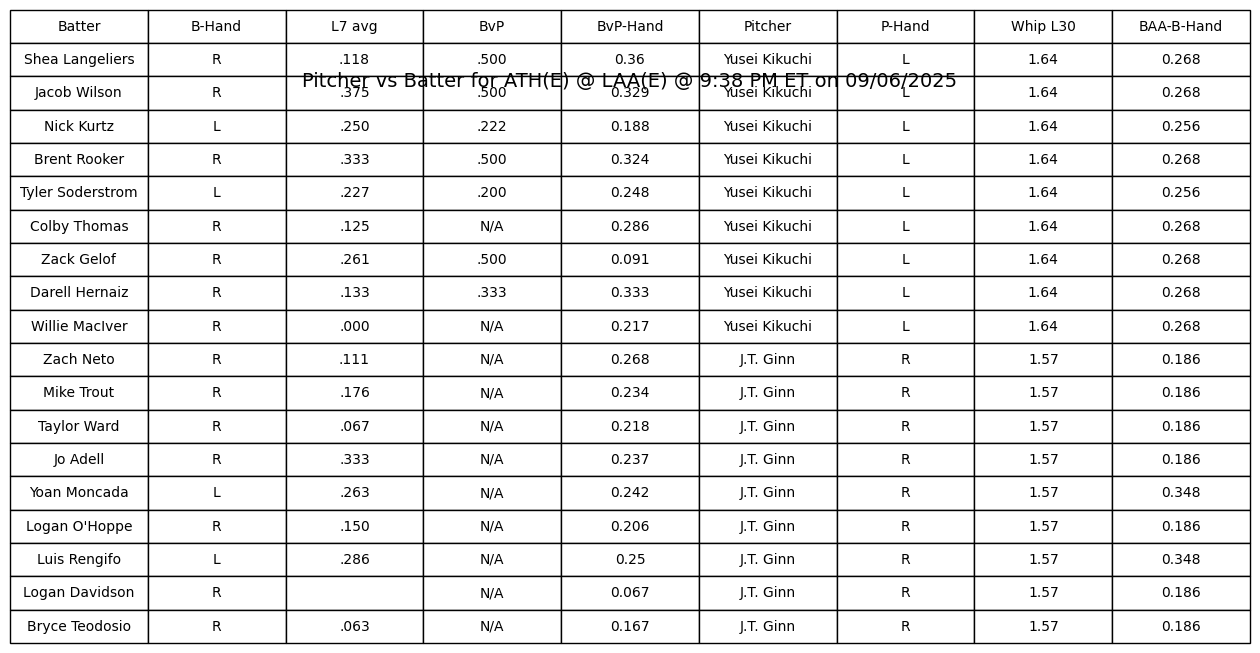 Batter B-Hand L7 avg BvP BvP-Hand Pitcher P-Hand Whip L30 BAA-B-Hand
Shea Langeliers R .118 .500 0.36 Yusei Kikuchi L 1.64 0.268
Pitcher vs Batter for ATH(E) @ LAA(E) @ 9:38 PM ET on 09/06/2025
Jacob Wilson R .375 .500 0.329 Yusei Kikuchi L 1.64 0.268
Nick Kurtz L .250 .222 0.188 Yusei Kikuchi L 1.64 0.256
Brent Rooker R .333 .500 0.324 Yusei Kikuchi L 1.64 0.268
Tyler Soderstrom L .227 .200 0.248 Yusei Kikuchi L 1.64 0.256
Colby Thomas R .125 N/A 0.286 Yusei Kikuchi L 1.64 0.268
Zack Gelof R .261 .500 0.091 Yusei Kikuchi L 1.64 0.268
Darell Hernaiz R .133 .333 0.333 Yusei Kikuchi L 1.64 0.268
Willie MacIver R .000 N/A 0.217 Yusei Kikuchi L 1.64 0.268
Zach Neto R .111 N/A 0.268 J.T. Ginn R 1.57 0.186
Mike Trout R .176 N/A 0.234 J.T. Ginn R 1.57 0.186
Taylor Ward R .067 N/A 0.218 J.T. Ginn R 1.57 0.186
Jo Adell R .333 N/A 0.237 J.T. Ginn R 1.57 0.186
Yoan Moncada L .263 N/A 0.242 J.T. Ginn R 1.57 0.348
Logan O'Hoppe R .150 N/A 0.206 J.T. Ginn R 1.57 0.186
Luis Rengifo L .286 N/A 0.25 J.T. Ginn R 1.57 0.348
Logan Davidson R N/A 0.067 J.T. Ginn R 1.57 0.186
Bryce Teodosio R .063 N/A 0.167 J.T. Ginn R 1.57 0.186